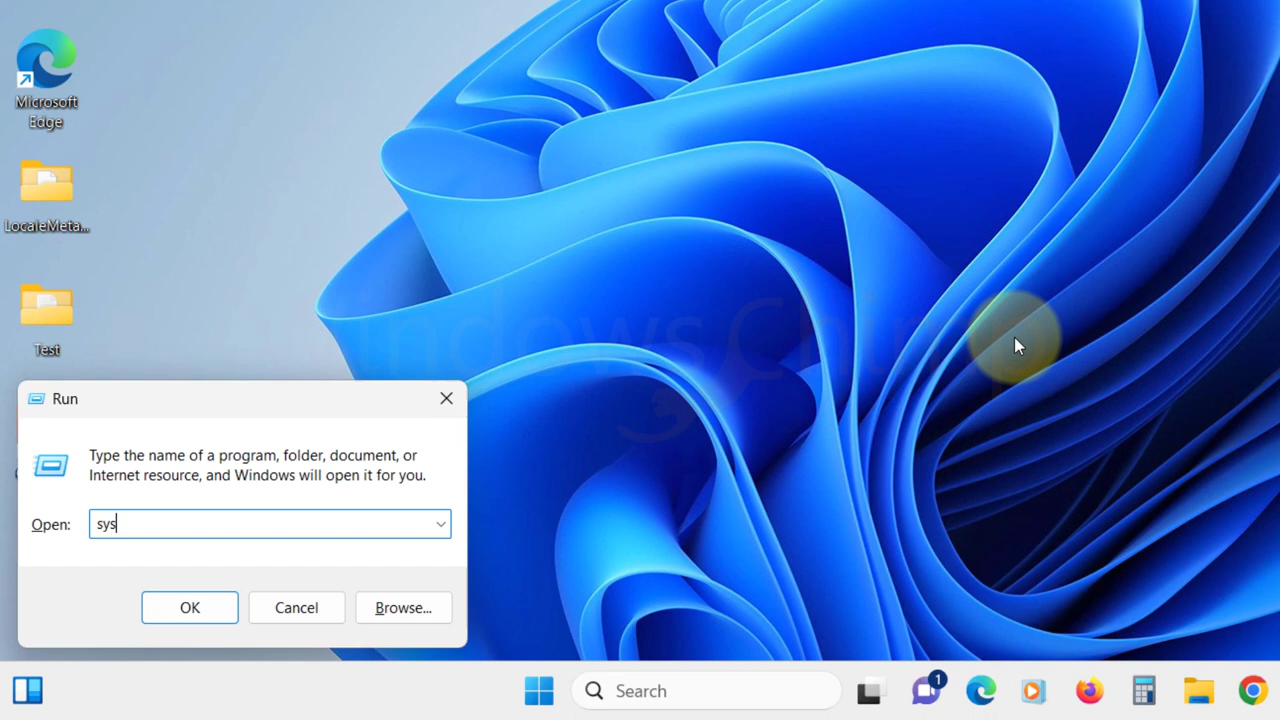 Microsoft
Edge
LocaleMeta...
Test
Run
Type the name of a program, folder, document, or
Internet resource, and Windows will open it for you.
Open:
sys
OK
Cancel
Browse...
Search
1